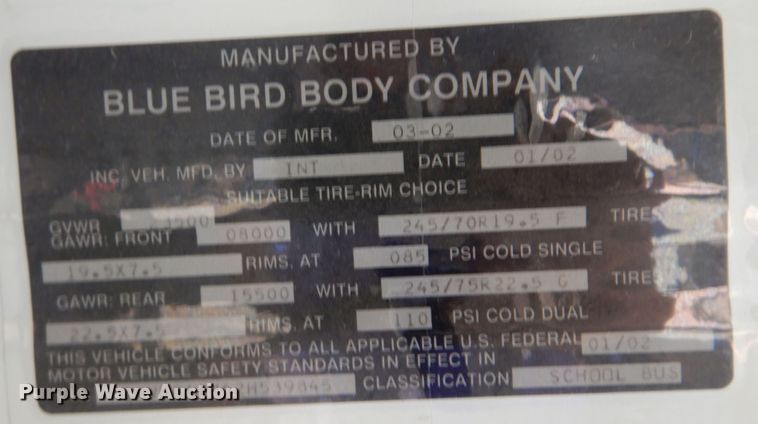 MANUFACTURED BY
BLUE BIRD BODY COMPANY
DATE OF MFR. 03-02
INC. VEH. MFD. BY INT DATE 01/02
SUITABLE TIRE-RIM CHOICE
GVWR
GAWR: FRONT 08000 WITH 245/70R19.5 F TIRES
19.5X7.5 RIMS. AT 085 PSI COLD SINGLE
GAWR: REAR 15500 WITH 245/75R22.5 G TIRES
22.5X7.5 RIMS. AT 110 PSI COLD DUAL
THIS VEHICLE CONFORMS TO ALL APPLICABLE U.S. FEDERAL 01/02
MOTOR VEHICLE SAFETY STANDARDS IN EFFECT IN
CLASSIFICATION SCHOOL BUS
Purple Wave Auction